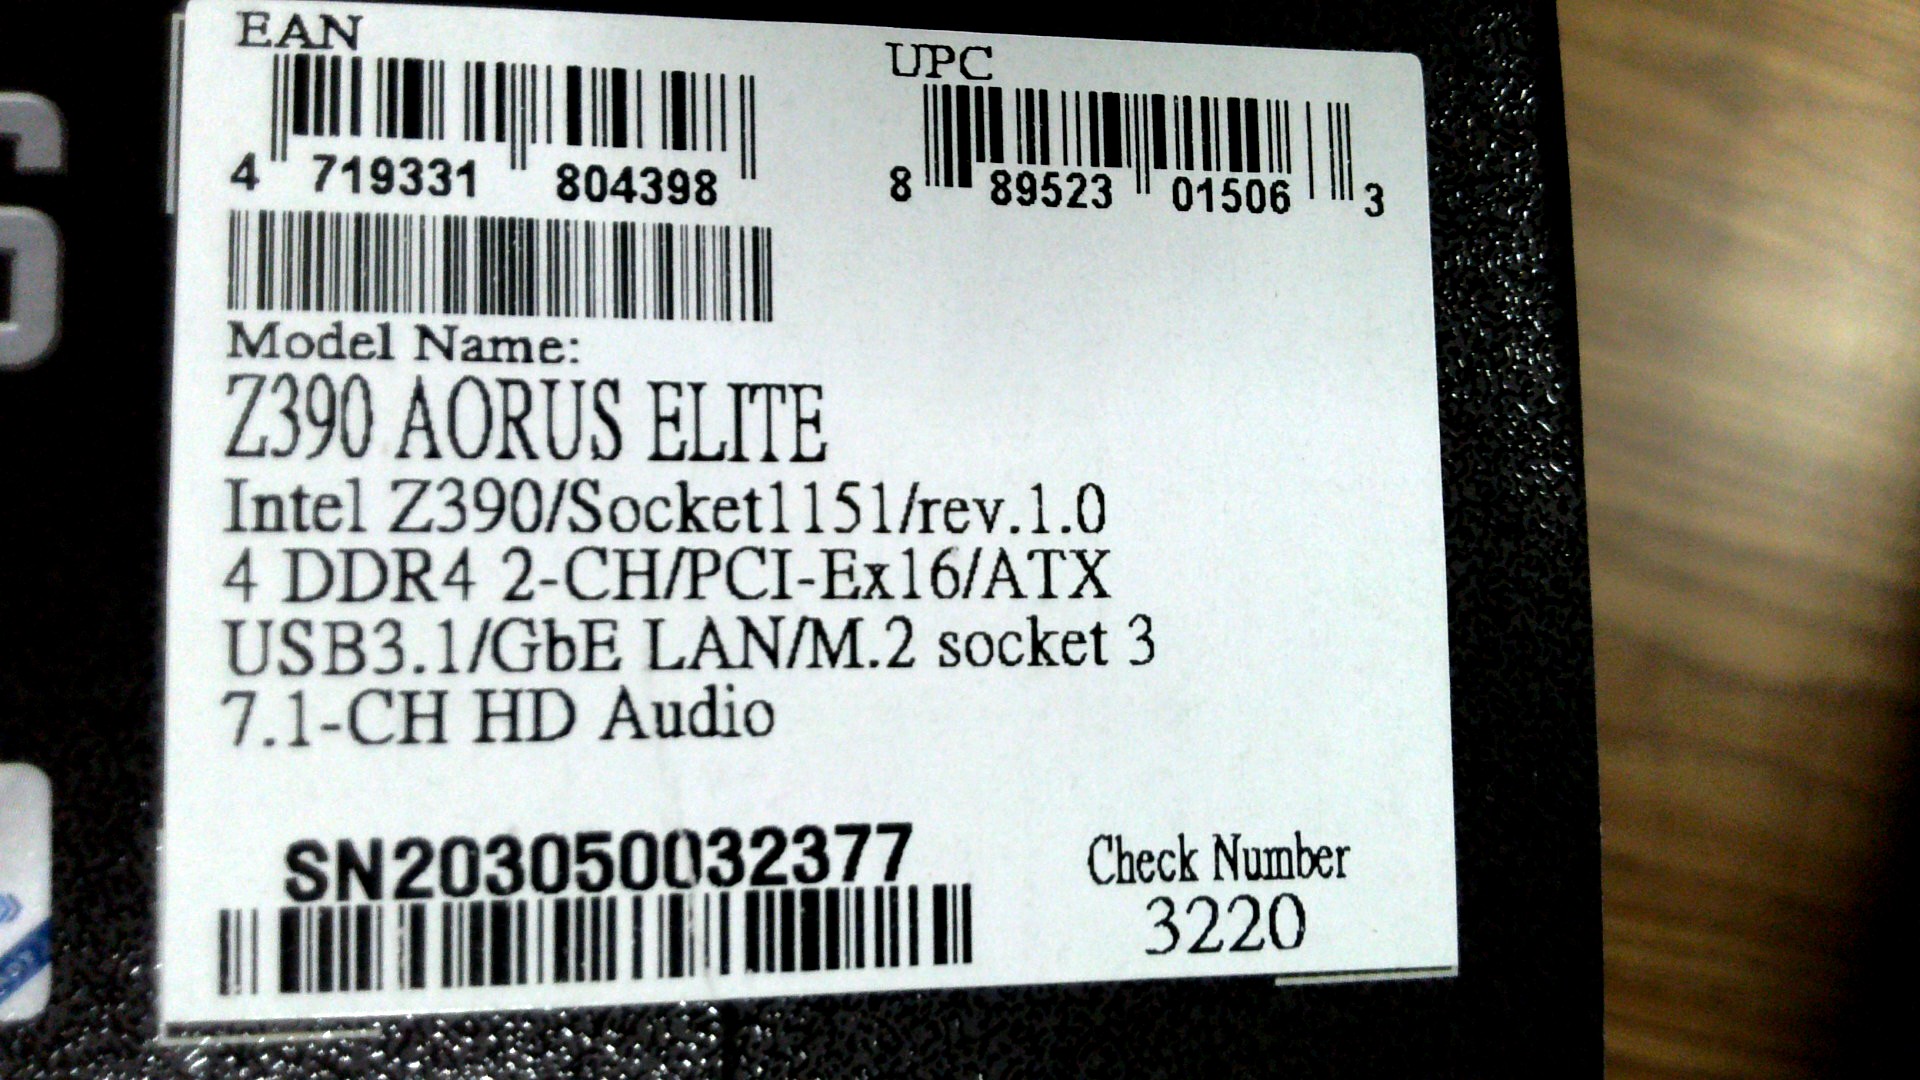 EAN
4 719331 804398
UPC
8 89523 01506 3
Model Name:
Z390 AORUS ELITE
Intel Z390/Socket1151/rev.1.0
4 DDR4 2-CH/PCI-Ex16/ATX
USB3.1/GbE LAN/M.2 socket 3
7.1-CH HD Audio
SN203050032377
Check Number
3220